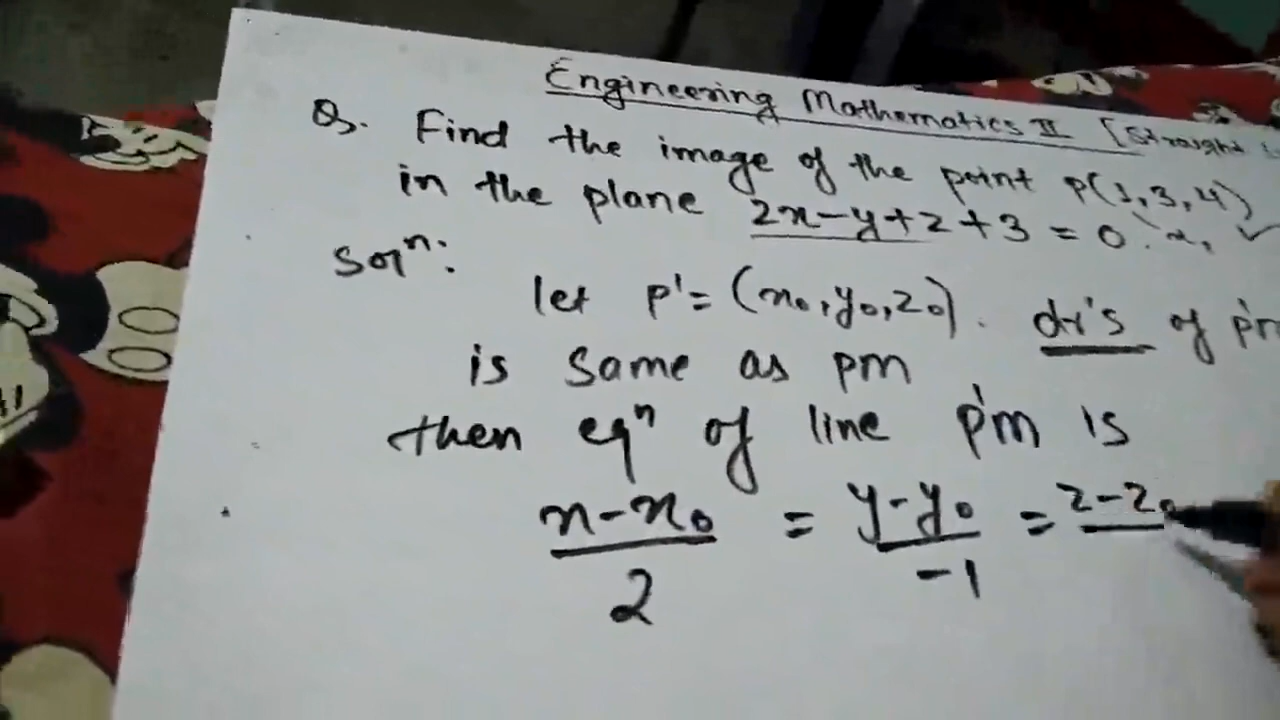 Engineering Mathematics II [Straight
Q. Find the image of the point P(1,3,4)
in the plane 2x-y+z+3 = 0.
Solⁿ:
let p'= (x₀,y₀,z₀). dr's of p'm
is same as pm
then eqⁿ of line p'm is
x-x₀ = y-y₀ = z-z₀
2 -1